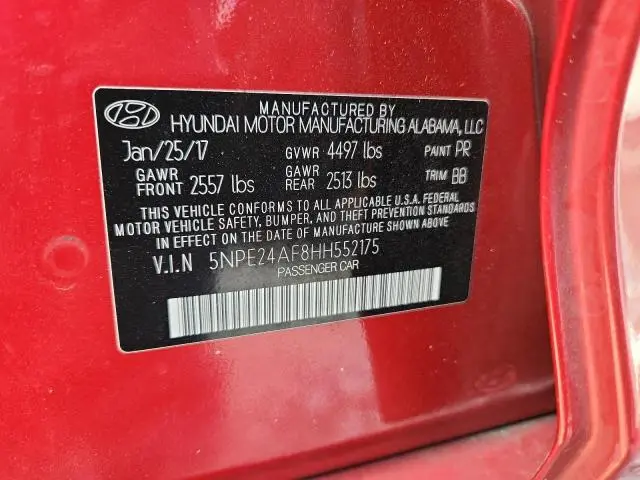 MANUFACTURED BY
HYUNDAI MOTOR MANUFACTURING ALABAMA, LLC
Jan/25/17 GVWR 4497 lbs PAINT PR
GAWR FRONT 2557 lbs GAWR REAR 2513 lbs TRIM BB
THIS VEHICLE CONFORMS TO ALL APPLICABLE U.S.A. FEDERAL
MOTOR VEHICLE SAFETY, BUMPER, AND THEFT PREVENTION STANDARDS
IN EFFECT ON THE DATE OF MANUFACTURE SHOWN ABOVE
V.I.N 5NPE24AF8HH552175
PASSENGER CAR